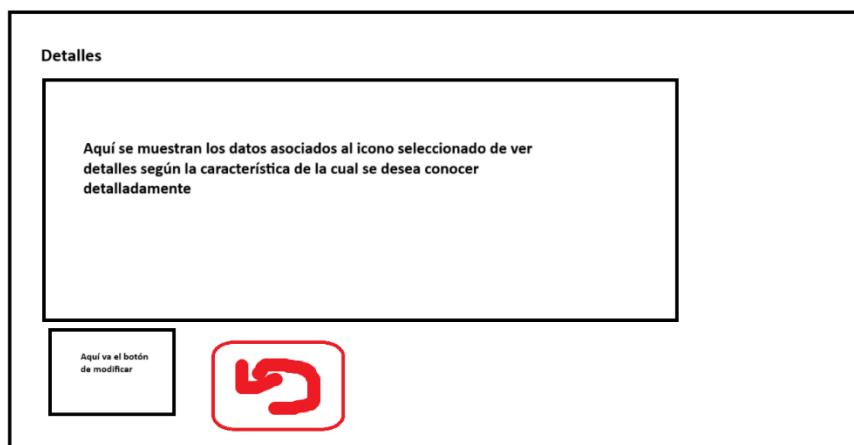 Detalles
Aquí se muestran los datos asociados al icono seleccionado de ver
detalles según la característica de la cual se desea conocer
detalladamente
Aquí va el botón
de modificar